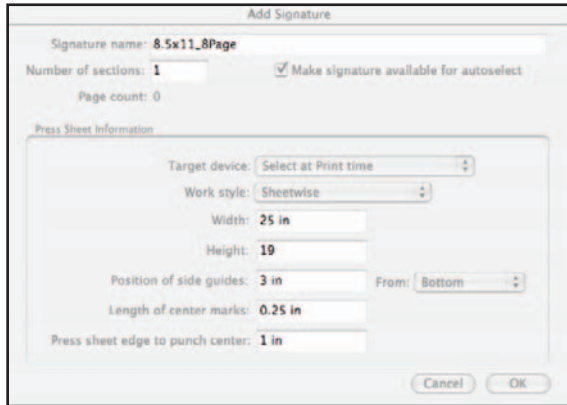 Add Signature
Signature name: 8.5x11_8Page
Number of sections: 1 Make signature available for autoselect
Page count: 0
Press Sheet Information
Target device: Select at Print time
Work style: Sheetwise
Width: 25 in
Height: 19
Position of side guides: 3 in From: Bottom
Length of center marks: 0.25 in
Press sheet edge to punch center: 1 in
Cancel OK